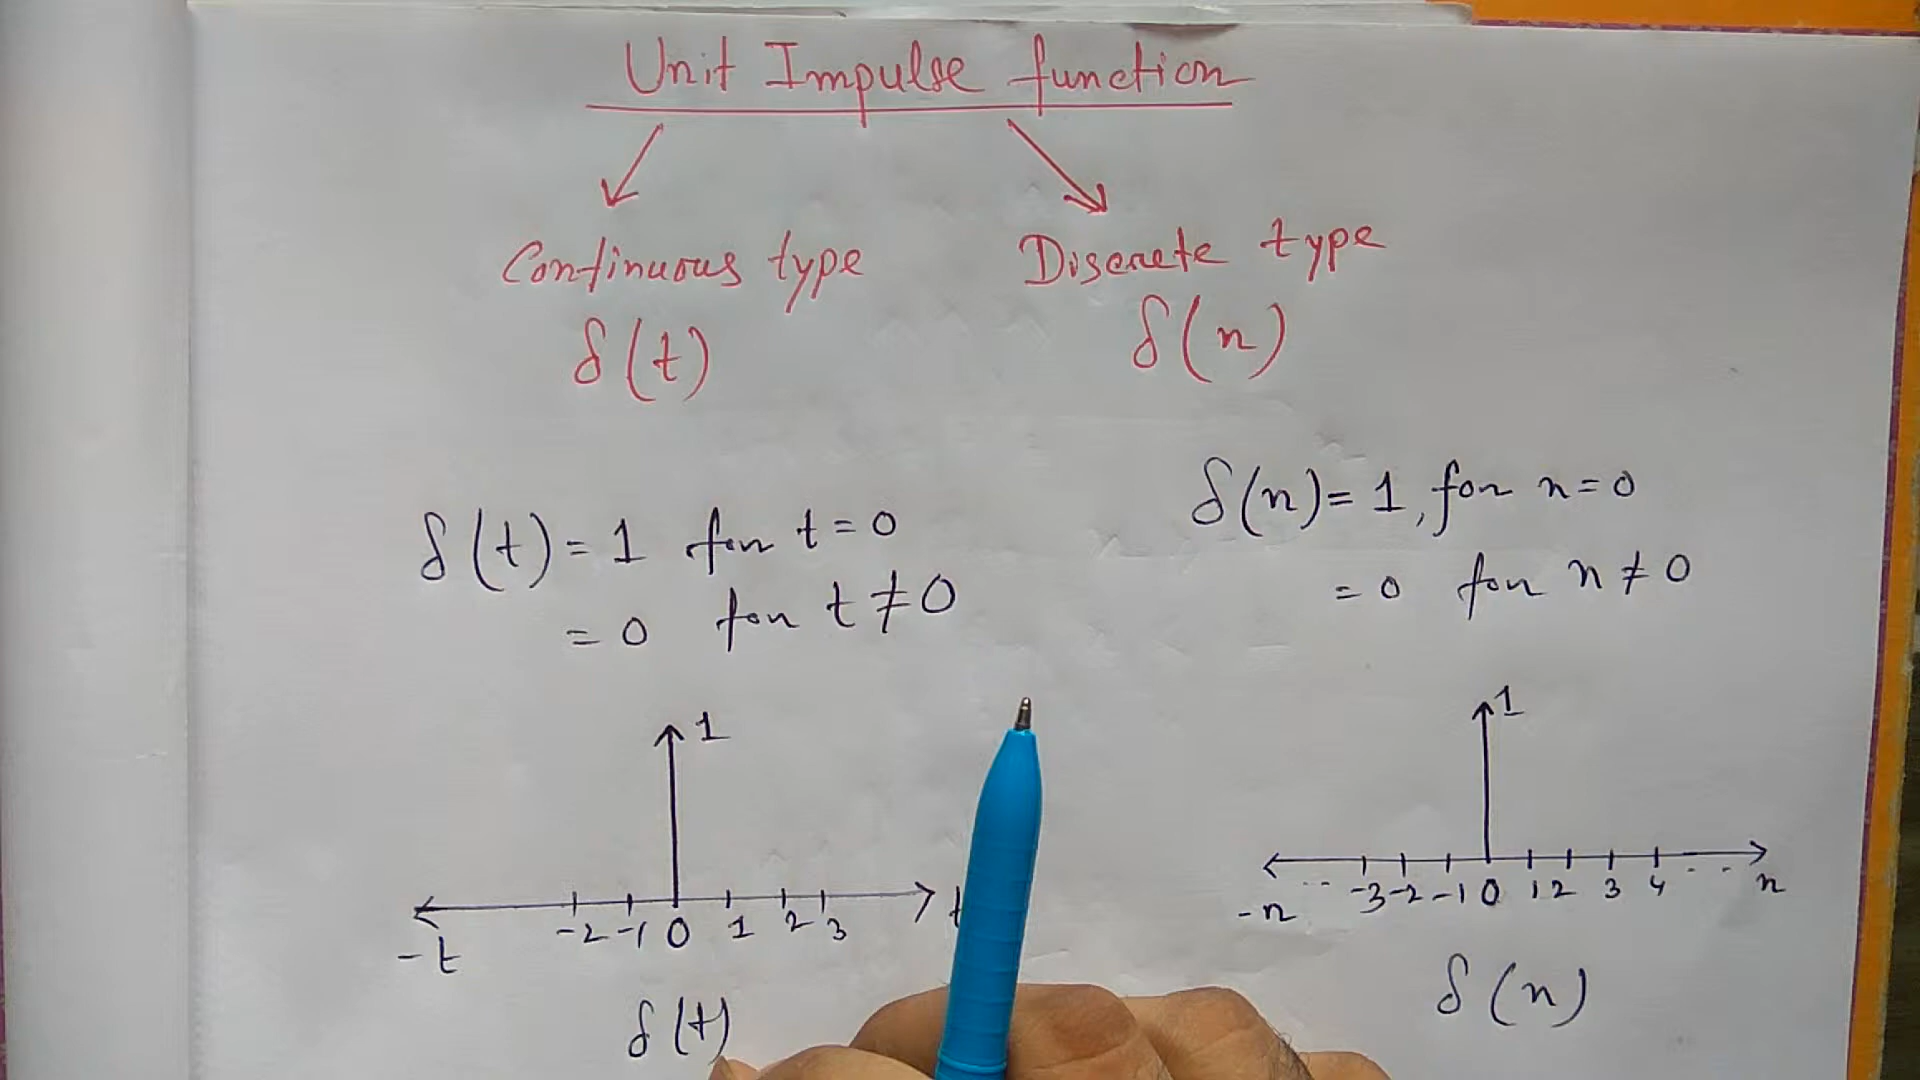 Unit Impulse function
Continuous type
δ(t)
Discrete type
δ(n)
δ(t) = 1 for t = 0
= 0 for t ≠ 0
δ(n) = 1, for n = 0
= 0 for n ≠ 0
1
-2 -1 0 1 2 3
-t
δ(t)
1
-n ·· -3 -2 -1 0 1 2 3 4 ·· n
δ(n)